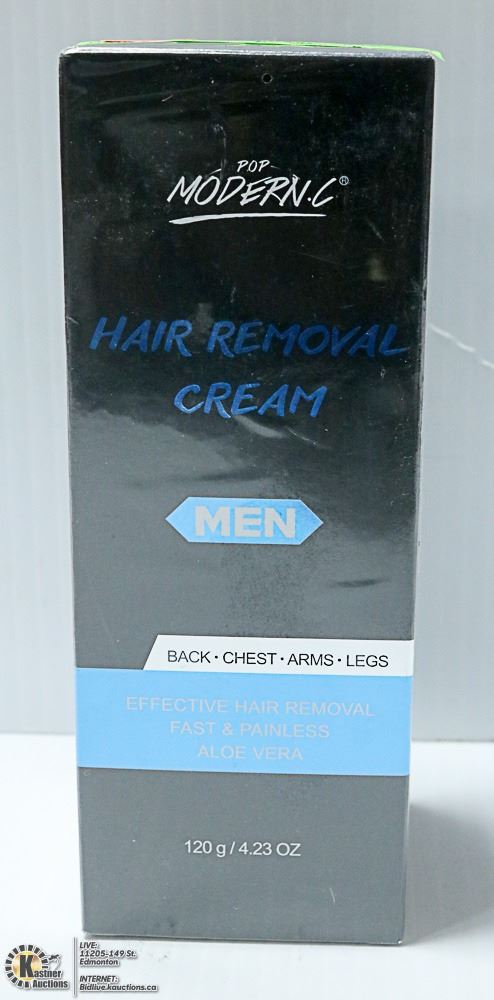 P.O.P
MODERN.C®
HAIR REMOVAL
CREAM
MEN
BACK · CHEST · ARMS · LEGS
EFFECTIVE HAIR REMOVAL
FAST & PAINLESS
ALOE VERA
120 g / 4.23 OZ
Kastner
Auctions
LIVE:
11205-149 St.
Edmonton
INTERNET:
Bidlive.kauctions.ca